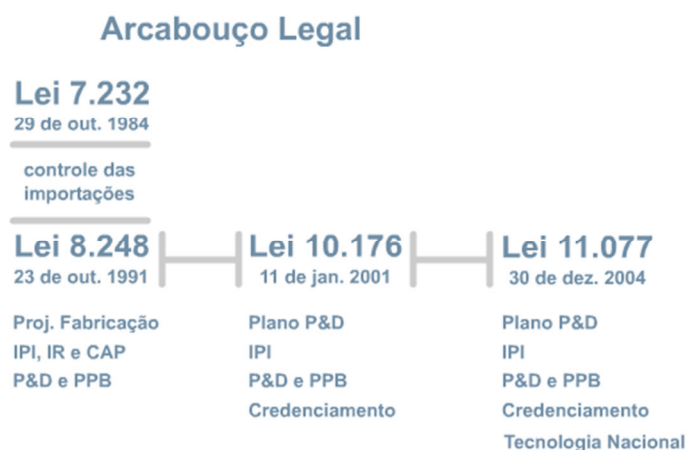 Arcabouço Legal
Lei 7.232
29 de out. 1984
controle das
importações
Lei 8.248
23 de out. 1991
Proj. Fabricação
IPI, IR e CAP
P&D e PPB
Lei 10.176
11 de jan. 2001
Plano P&D
IPI
P&D e PPB
Credenciamento
Lei 11.077
30 de dez. 2004
Plano P&D
IPI
P&D e PPB
Credenciamento
Tecnologia Nacional